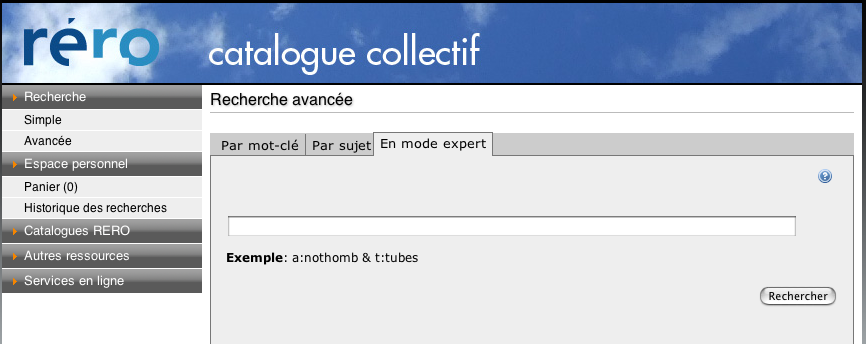 réro
catalogue collectif
Recherche
Simple
Avancée
Espace personnel
Panier (0)
Historique des recherches
Catalogues RERO
Autres ressources
Services en ligne
Recherche avancée
Par mot-clé Par sujet En mode expert
?
Exemple: a:nothomb & t:tubes
Rechercher